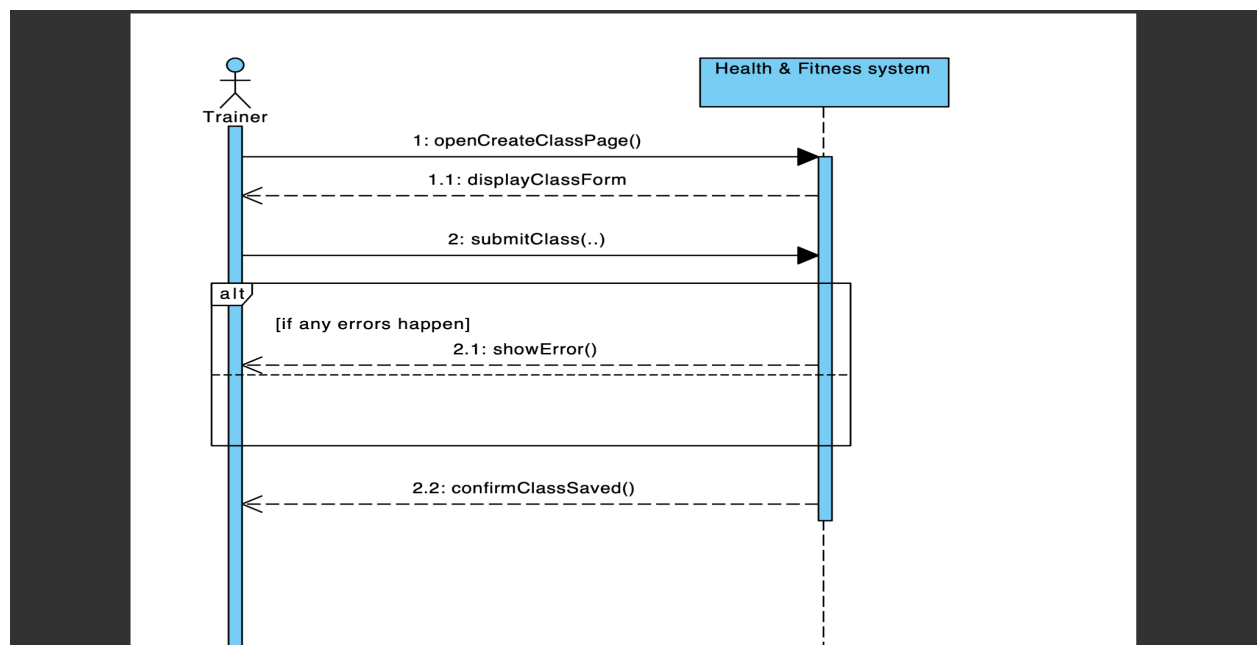 Health & Fitness system
Trainer
1: openCreateClassPage()
1.1: displayClassForm
2: submitClass(..)
alt
[if any errors happen]
2.1: showError()
2.2: confirmClassSaved()